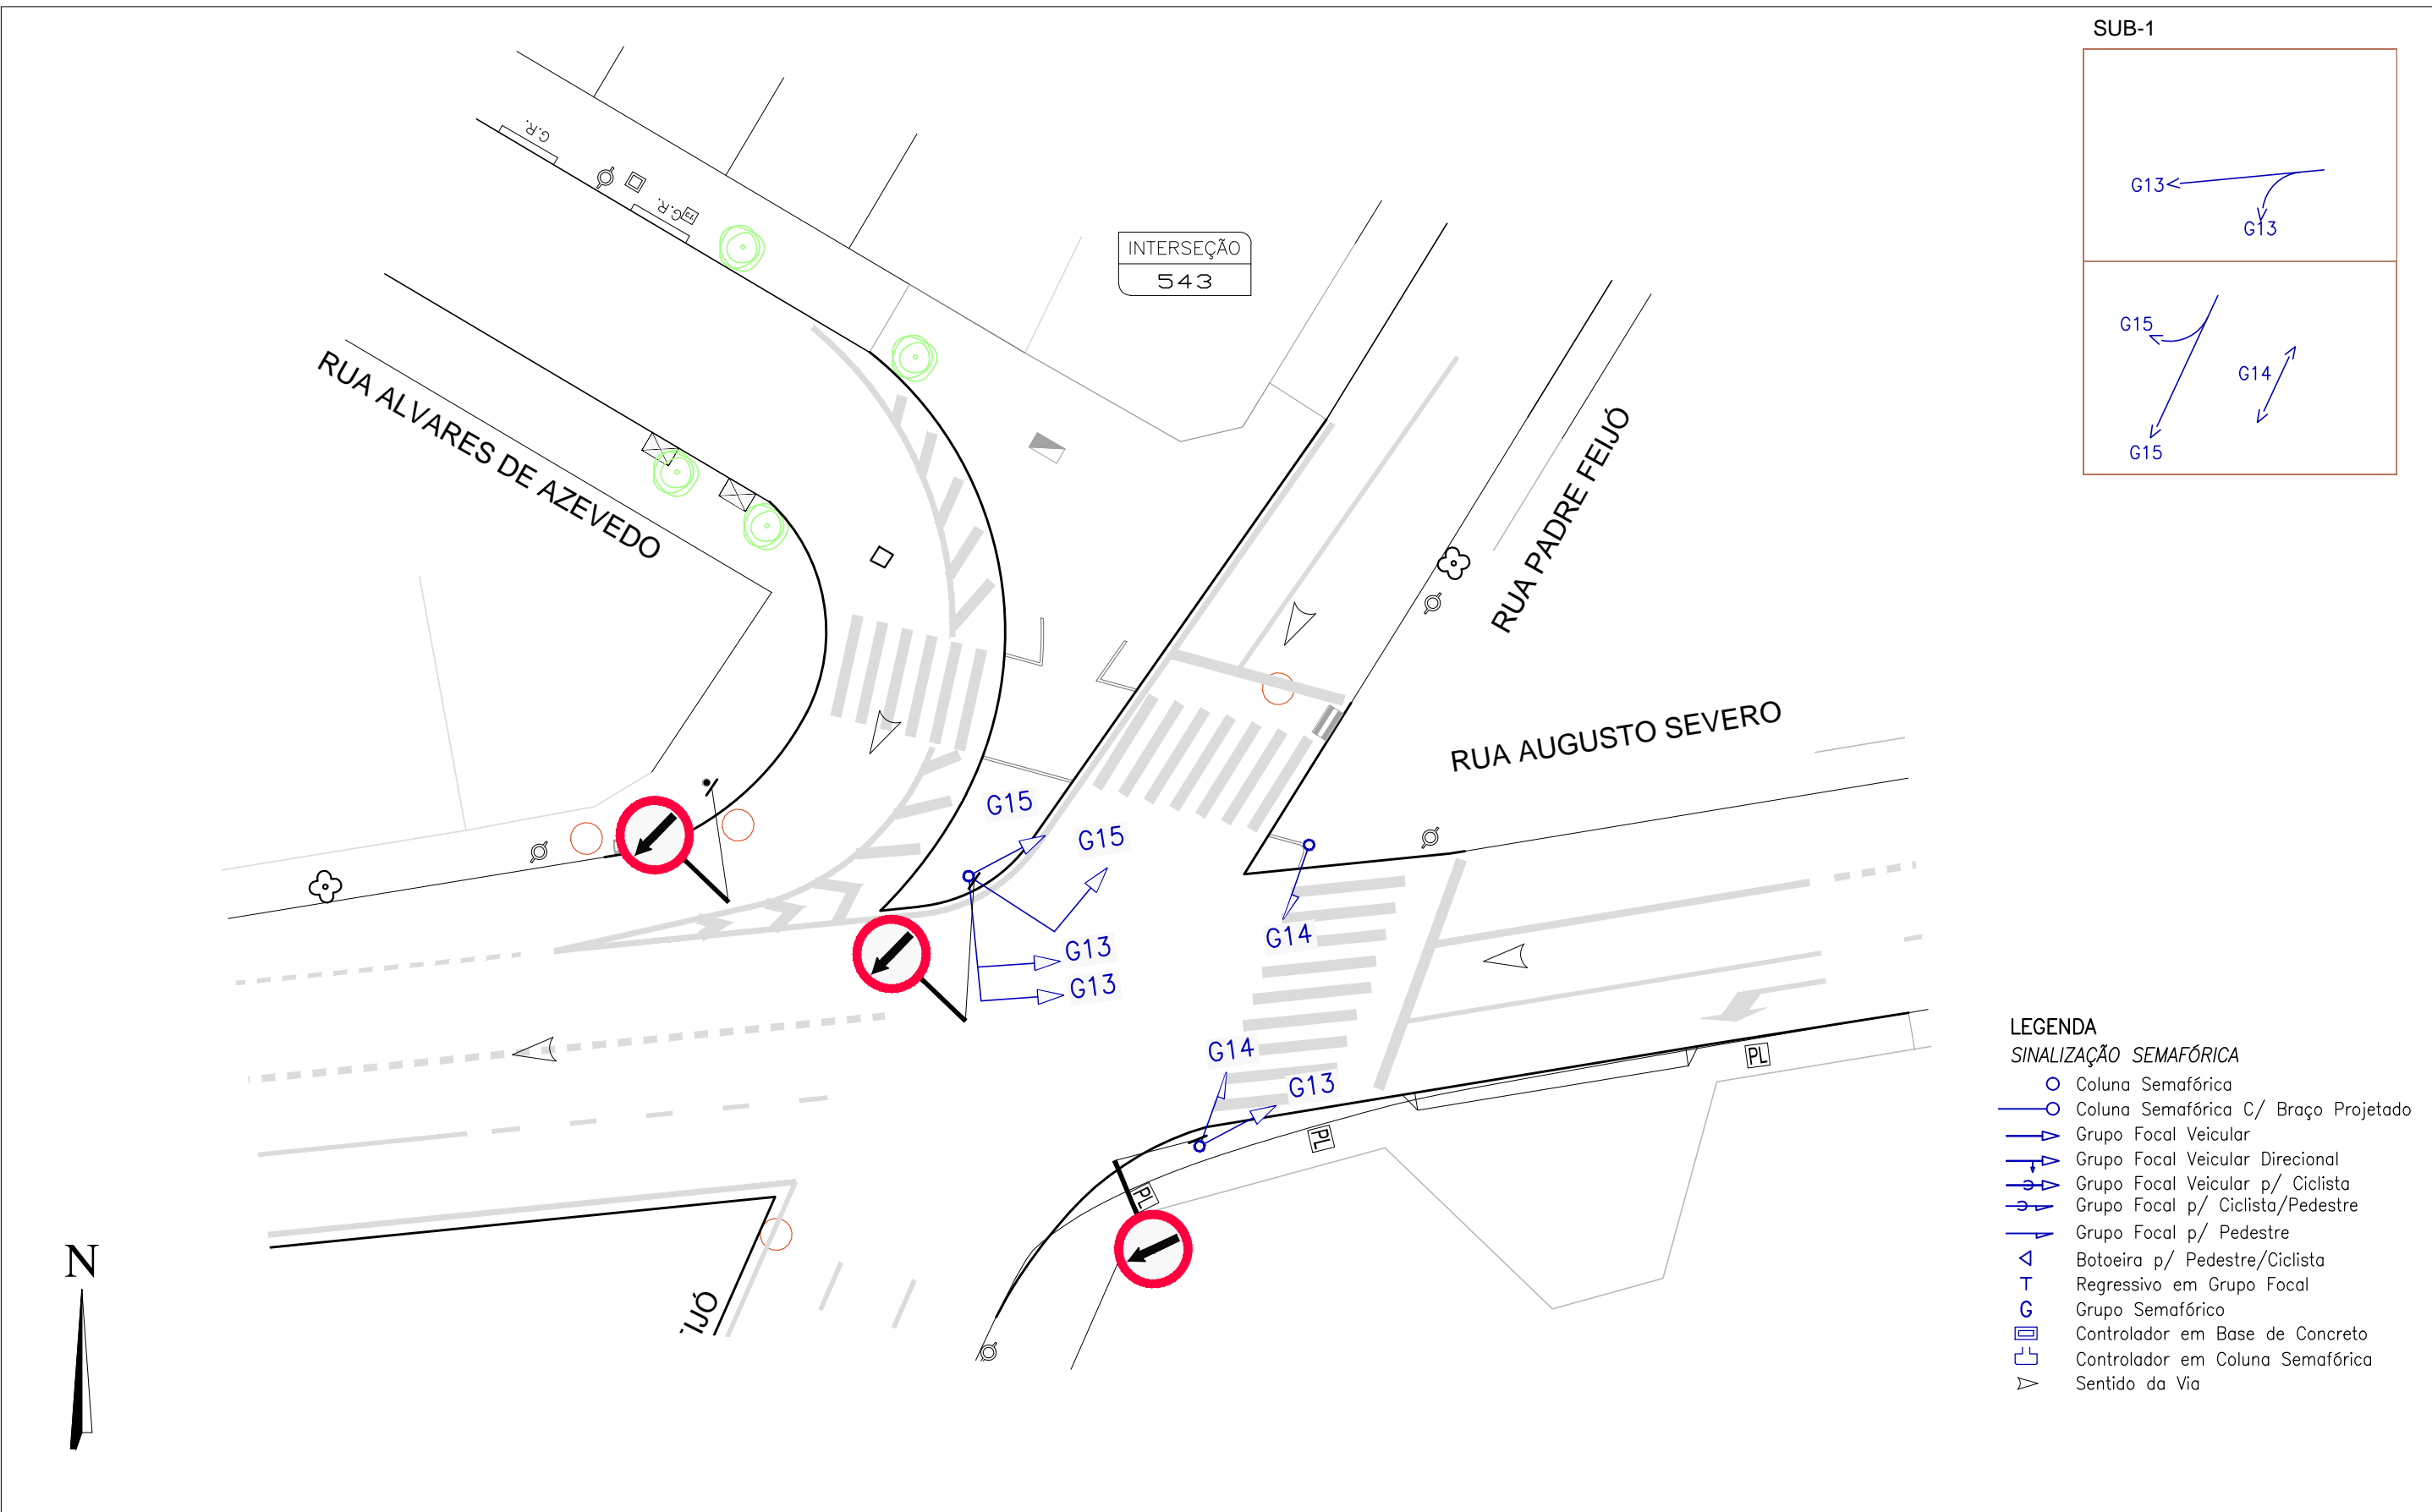 SUB-1
G13
G13
G15
G14
G15
INTERSEÇÃO
543
G.R.
G.R.
RUA ALVARES DE AZEVEDO
RUA PADRE FEIJÓ
RUA AUGUSTO SEVERO
G15
G15
G13
G13
G14
G14
G13
PL
PL
PL
IJÓ
N
LEGENDA
SINALIZAÇÃO SEMAFÓRICA
Coluna Semafórica
Coluna Semafórica C/ Braço Projetado
Grupo Focal Veicular
Grupo Focal Veicular Direcional
Grupo Focal Veicular p/ Ciclista
Grupo Focal p/ Ciclista/Pedestre
Grupo Focal p/ Pedestre
Botoeira p/ Pedestre/Ciclista
T Regressivo em Grupo Focal
G Grupo Semafórico
Controlador em Base de Concreto
Controlador em Coluna Semafórica
Sentido da Via